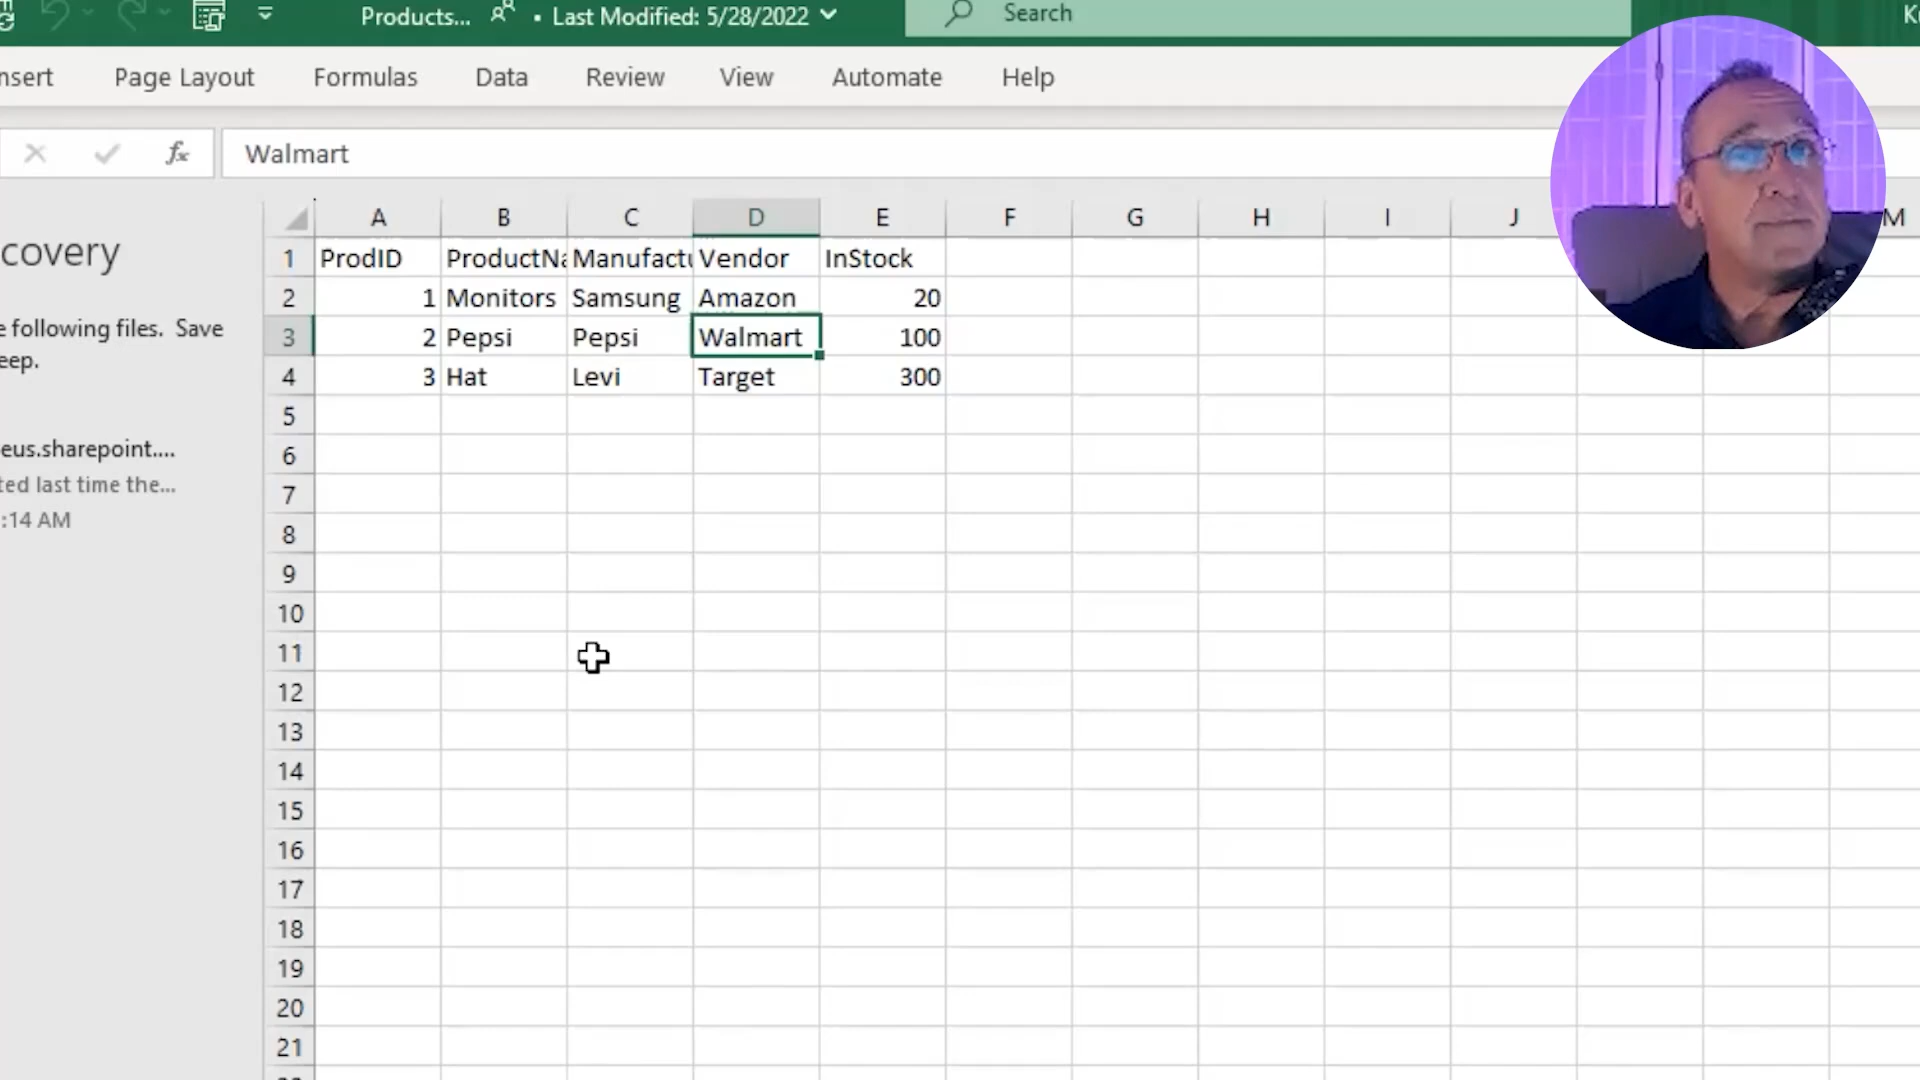 Products... • Last Modified: 5/28/2022 Search
nsert Page Layout Formulas Data Review View Automate Help
fx Walmart
covery
e following files. Save
eep.
eus.sharepoint....
ted last time the...
:14 AM
A B C D E F G H I J M
1 ProdID ProductNa Manufactu Vendor InStock
2 1 Monitors Samsung Amazon 20
3 2 Pepsi Pepsi Walmart 100
4 3 Hat Levi Target 300
5
6
7
8
9
10
11
12
13
14
15
16
17
18
19
20
21